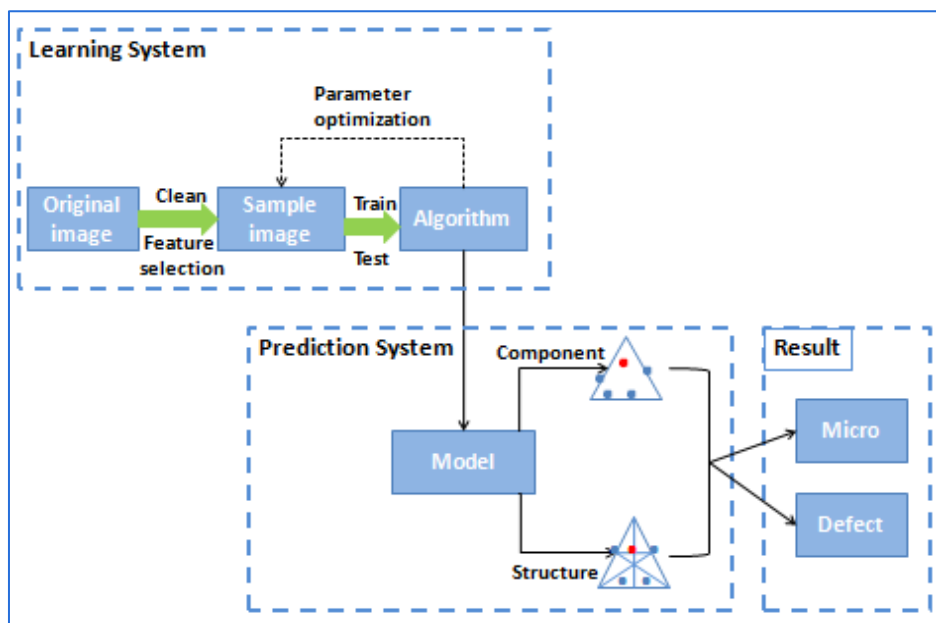 Learning System
Parameter
optimization
Original
image
Clean
Feature
selection
Sample
image
Train
Test
Algorithm
Prediction System
Component
Model
Structure
Result
Micro
Defect